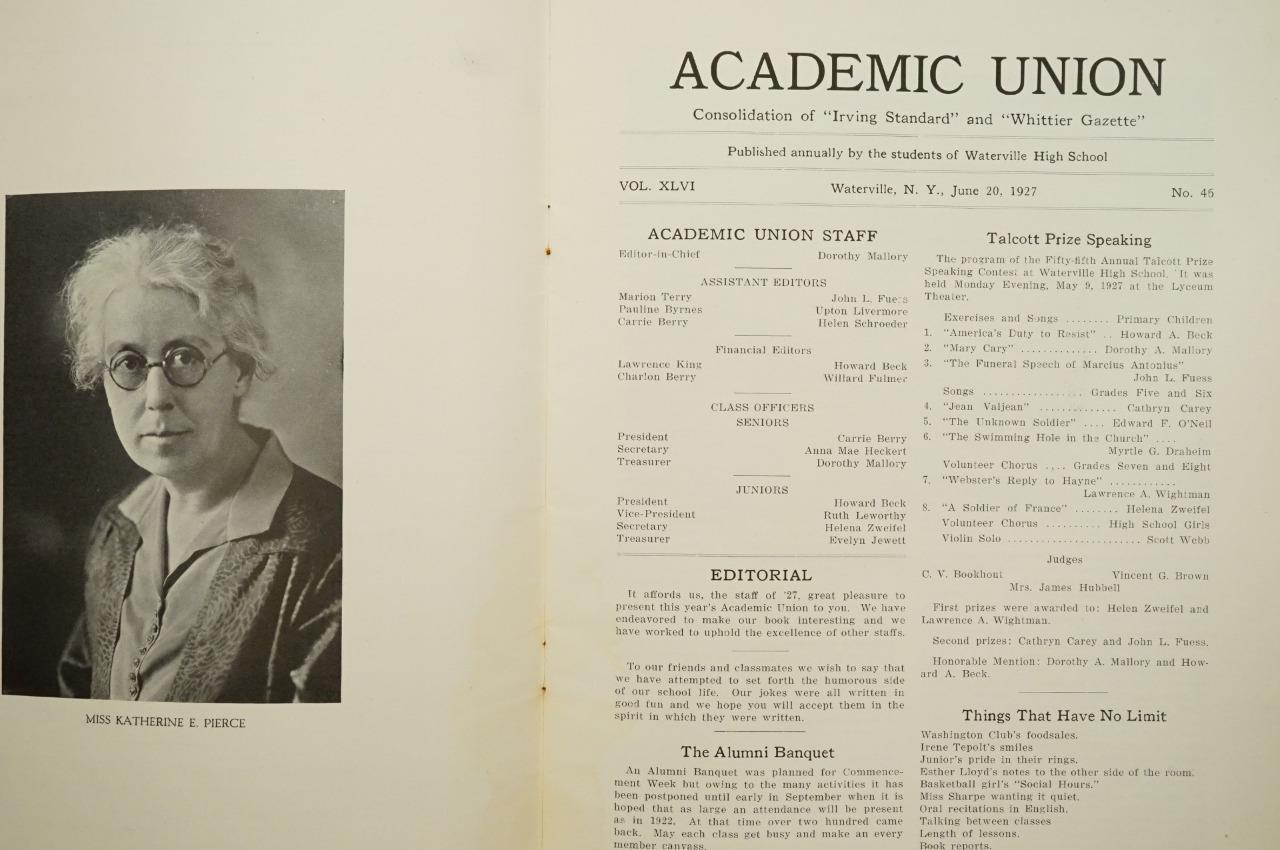 MISS KATHERINE E. PIERCE
ACADEMIC UNION
Consolidation of "Irving Standard" and "Whittier Gazette"
Published annually by the students of Waterville High School
VOL. XLVI Waterville, N. Y., June 20, 1927 No. 46
ACADEMIC UNION STAFF
Editor-in-Chief Dorothy Mallory
ASSISTANT EDITORS
Marion Terry John L. Fuess
Pauline Byrnes Upton Livermore
Carrie Berry Helen Schroeder
Financial Editors
Lawrence King Howard Beck
Charlon Berry Willard Fulmer
CLASS OFFICERS
SENIORS
President Carrie Berry
Secretary Anna Mae Heckert
Treasurer Dorothy Mallory
JUNIORS
President Howard Beck
Vice-President Ruth Leworthy
Secretary Helena Zweifel
Treasurer Evelyn Jewett
EDITORIAL
It affords us, the staff of '27, great pleasure to
present this year's Academic Union to you. We have
endeavored to make our book interesting and we
have worked to uphold the excellence of other staffs.
To our friends and classmates we wish to say that
we have attempted to set forth the humorous side
of our school life. Our jokes were all written in
good fun and we hope you will accept them in the
spirit in which they were written.
The Alumni Banquet
An Alumni Banquet was planned for Commence-
ment Week but owing to the many activities it has
been postponed until early in September when it is
hoped that as large an attendance will be present
as in 1922. At that time over two hundred came
back. May each class get busy and make an every
member canvass.
Talcott Prize Speaking
The program of the Fifty-fifth Annual Talcott Prize
Speaking Contest at Waterville High School. It was
held Monday Evening, May 9, 1927 at the Lyceum
Theater.
Exercises and Songs ........ Primary Children
1. "America's Duty to Resist" .. Howard A. Beck
2. "Mary Cary" ............. Dorothy A. Mallory
3. "The Funeral Speech of Marcius Antonius"
John L. Fuess
Songs .................. Grades Five and Six
4. "Jean Valjean" .............. Cathryn Carey
5. "The Unknown Soldier" .... Edward F. O'Neil
6. "The Swimming Hole in the Church" ....
Myrtle G. Draheim
Volunteer Chorus .... Grades Seven and Eight
7. "Webster's Reply to Hayne" ............
Lawrence A. Wightman
8. "A Soldier of France" ........ Helena Zweifel
Volunteer Chorus .......... High School Girls
Violin Solo ........................ Scott Webb
Judges
C. V. Bookhout Vincent G. Brown
Mrs. James Hubbell
First prizes were awarded to: Helen Zweifel and
Lawrence A. Wightman.
Second prizes: Cathryn Carey and John L. Fuess.
Honorable Mention: Dorothy A. Mallory and How-
ard A. Beck.
Things That Have No Limit
Washington Club's foodsales.
Irene Tepolt's smiles
Junior's pride in their rings.
Esther Lloyd's notes to the other side of the room.
Basketball girl's "Social Hours."
Miss Sharpe wanting it quiet.
Oral recitations in English.
Talking between classes
Length of lessons.
Book reports.